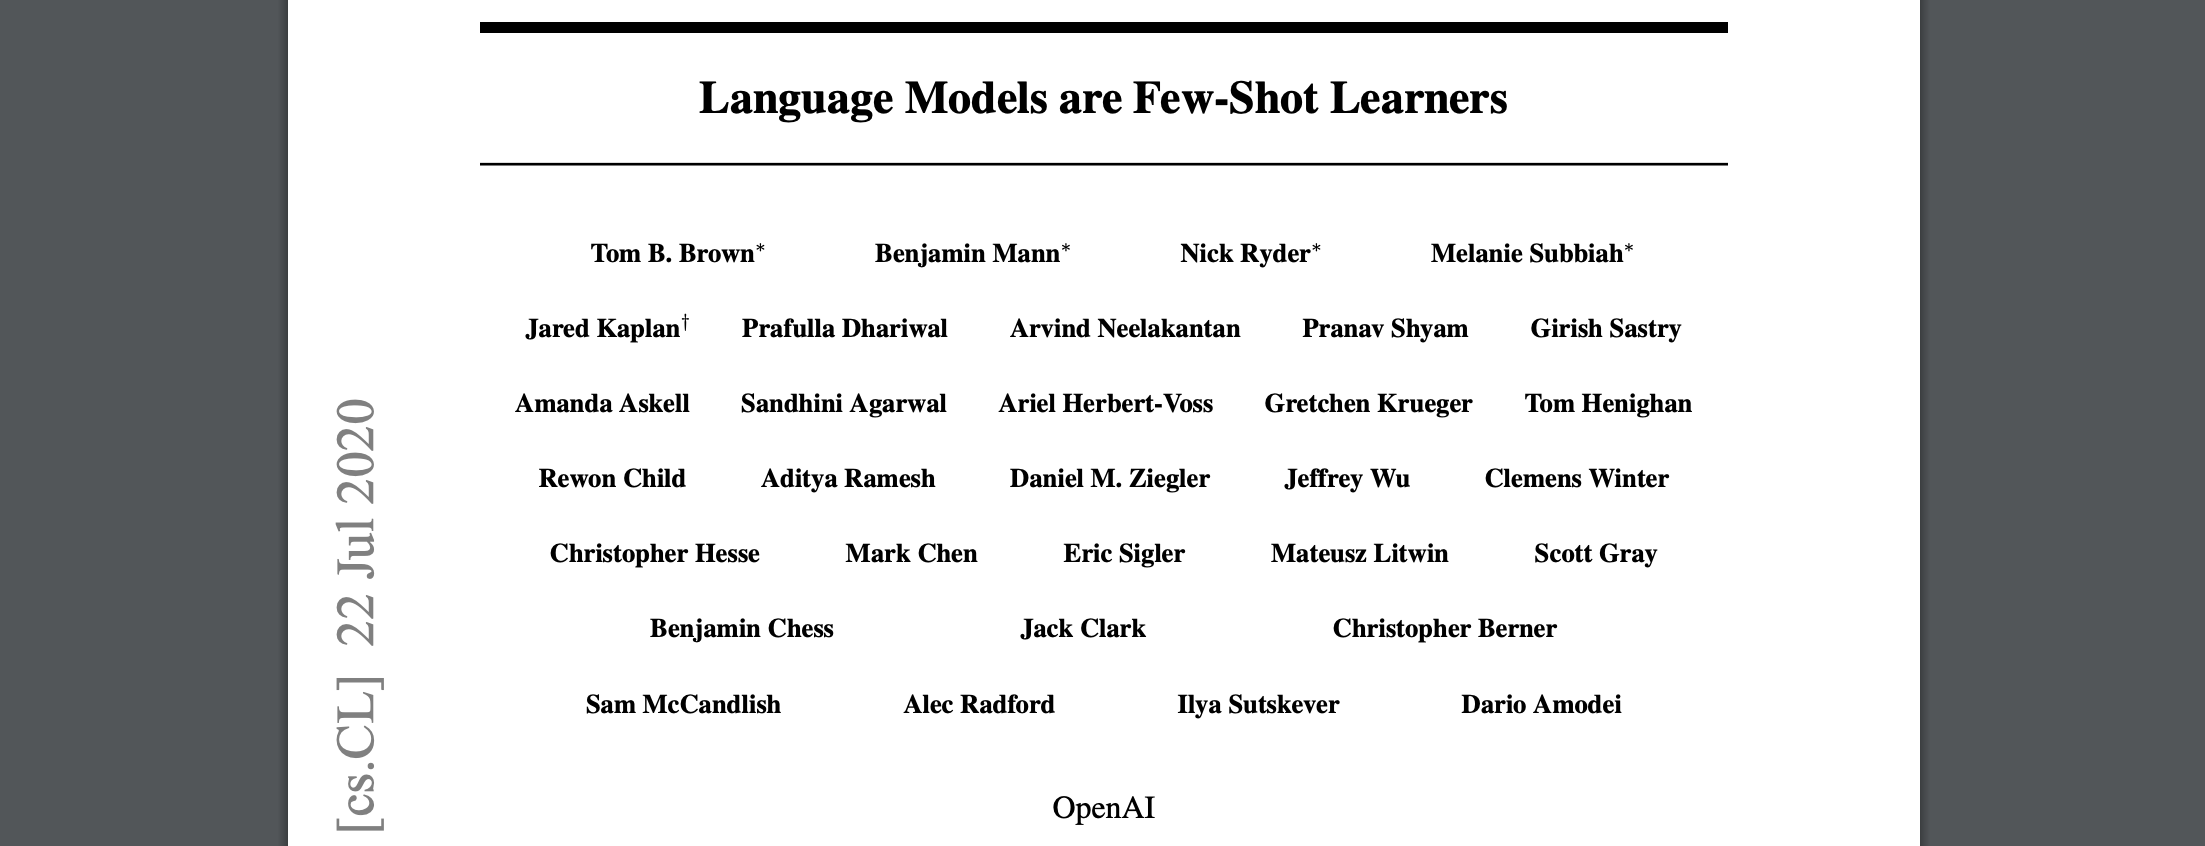 Language Models are Few-Shot Learners
Tom B. Brown* Benjamin Mann* Nick Ryder* Melanie Subbiah*
Jared Kaplan† Prafulla Dhariwal Arvind Neelakantan Pranav Shyam Girish Sastry
Amanda Askell Sandhini Agarwal Ariel Herbert-Voss Gretchen Krueger Tom Henighan
Rewon Child Aditya Ramesh Daniel M. Ziegler Jeffrey Wu Clemens Winter
Christopher Hesse Mark Chen Eric Sigler Mateusz Litwin Scott Gray
Benjamin Chess Jack Clark Christopher Berner
Sam McCandlish Alec Radford Ilya Sutskever Dario Amodei
OpenAI
[cs.CL] 22 Jul 2020